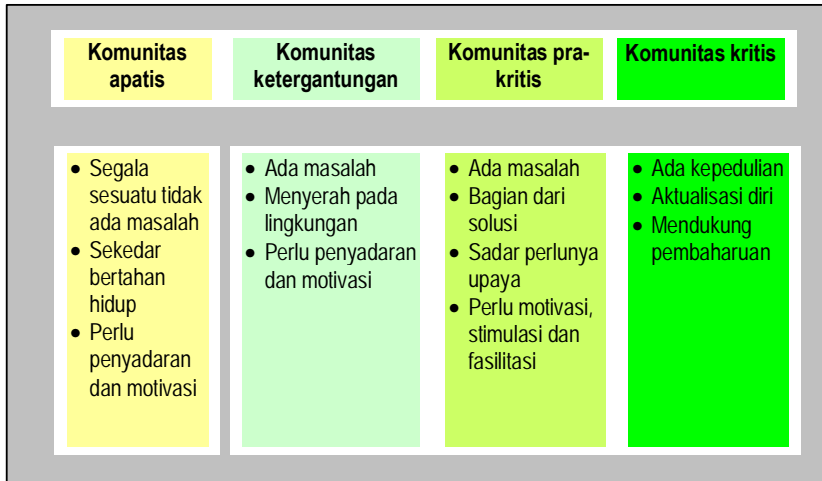 Komunitas
apatis
Komunitas
ketergantungan
Komunitas pra-
kritis
Komunitas kritis
• Segala
sesuatu tidak
ada masalah
• Sekedar
bertahan
hidup
• Perlu
penyadaran
dan motivasi
• Ada masalah
• Menyerah pada
lingkungan
• Perlu penyadaran
dan motivasi
• Ada masalah
• Bagian dari
solusi
• Sadar perlunya
upaya
• Perlu motivasi,
stimulasi dan
fasilitasi
• Ada kepedulian
• Aktualisasi diri
• Mendukung
pembaharuan